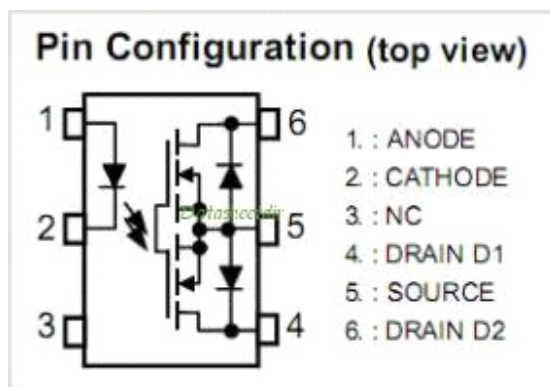 Pin Configuration (top view)
1
2
3
6
5
4
1. : ANODE
2. : CATHODE
3. : NC
4. : DRAIN D1
5. : SOURCE
6. : DRAIN D2